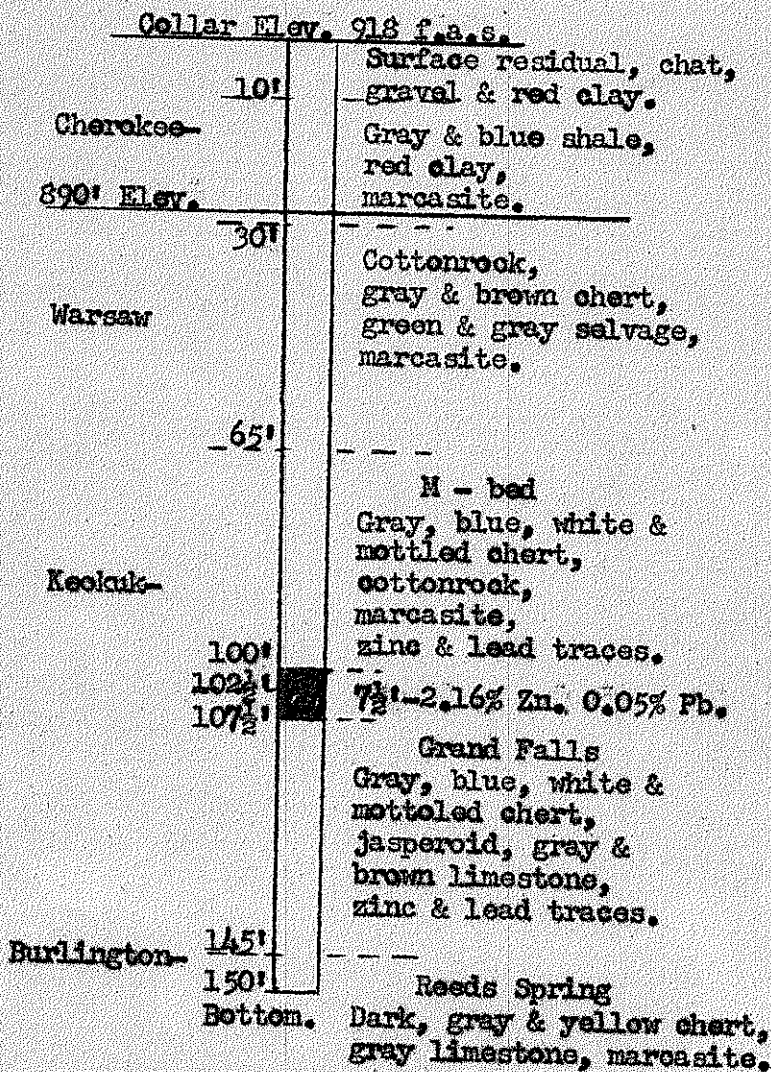 Collar Elev. 918 f.a.s.
Surface residual, chat,
10'
gravel & red clay.
Cherokee-
Gray & blue shale,
red clay,
890' Elev.
marcasite.
30'
Cottonrock,
gray & brown chert,
Warsaw
green & gray selvage,
marcasite.
65'
M - bed
Gray, blue, white &
mottled chert,
Keokuk-
cottonrock,
marcasite,
100'
zinc & lead traces.
102½'
7½'-2.16% Zn. 0.05% Pb.
107½'
Grand Falls
Gray, blue, white &
mottoled chert,
jasperoid, gray &
brown limestone,
zinc & lead traces.
Burlington- 145'
150'
Reeds Spring
Bottom.
Dark, gray & yellow chert,
gray limestone, marcasite.